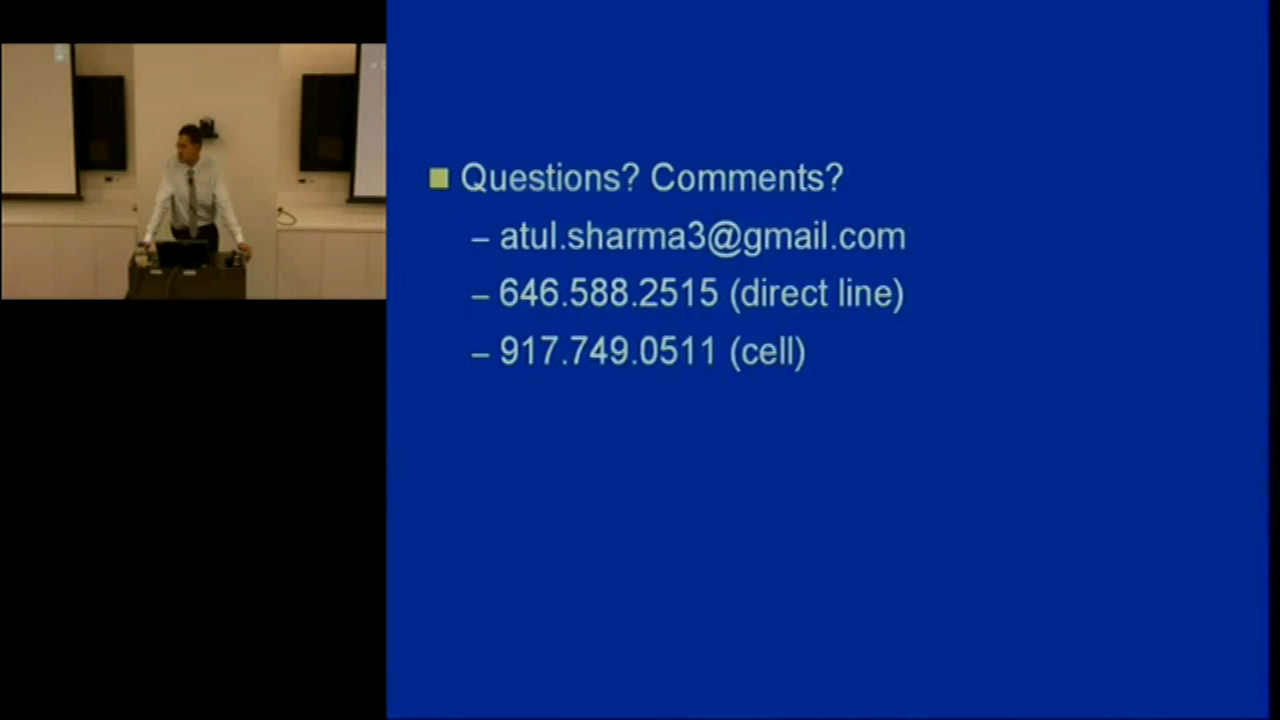 Questions? Comments?
– atul.sharma3@gmail.com
– 646.588.2515 (direct line)
– 917.749.0511 (cell)